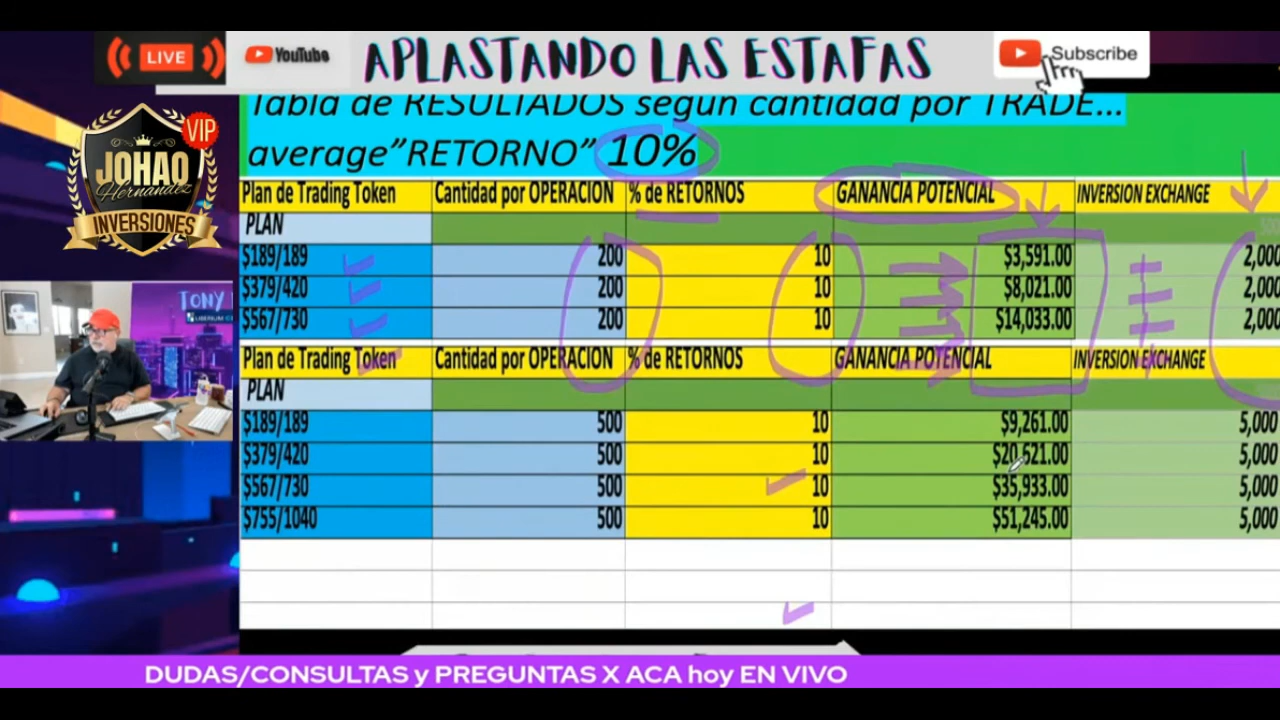 LIVE
YouTube
APLASTANDO LAS ESTAFAS
Subscribe
VIP
JOHAO
Hernandez
INVERSIONES
Tabla de RESULTADOS según cantidad por TRADE...
average"RETORNO" 10%
Plan de Trading Token Cantidad por OPERACION % de RETORNOS GANANCIA POTENCIAL INVERSION EXCHANGE
PLAN
$189/189 200 10 $3,591.00 2,000
$379/420 200 10 $8,021.00 2,000
$567/730 200 10 $14,033.00 2,000
TONY
Plan de Trading Token Cantidad por OPERACION % de RETORNOS GANANCIA POTENCIAL INVERSION EXCHANGE
PLAN
$189/189 500 10 $9,261.00 5,000
$379/420 500 10 $20,621.00 5,000
$567/730 500 10 $35,933.00 5,000
$755/1040 500 10 $51,245.00 5,000
DUDAS/CONSULTAS y PREGUNTAS X ACA hoy EN VIVO